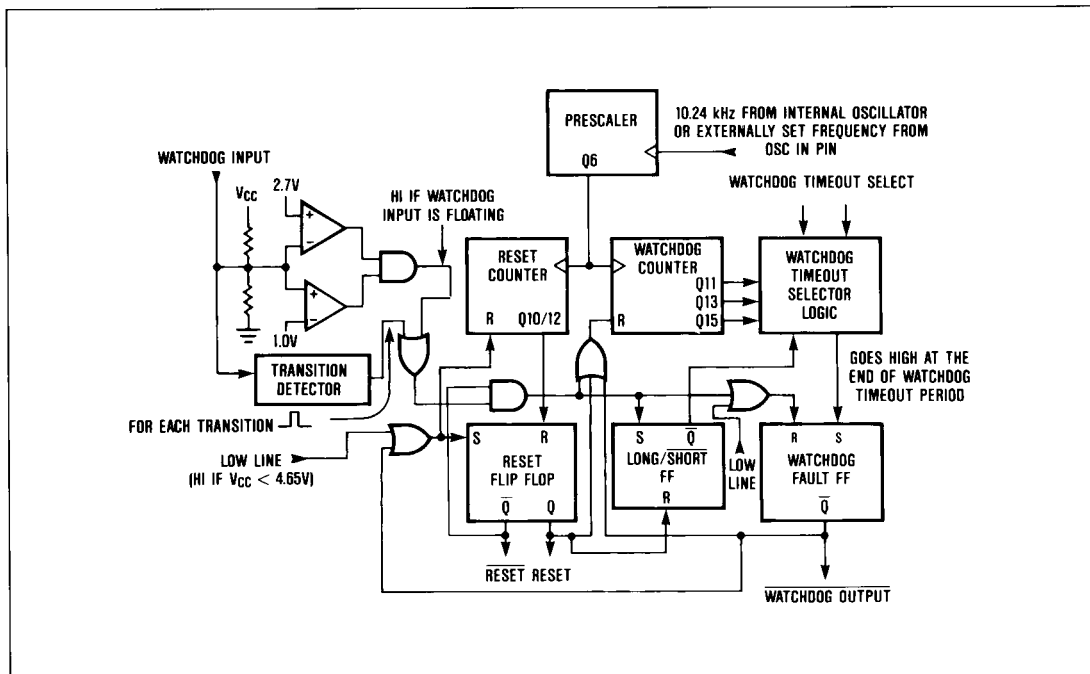 PRESCALER
Q6
10.24 kHz FROM INTERNAL OSCILLATOR
OR EXTERNALLY SET FREQUENCY FROM
OSC IN PIN
WATCHDOG INPUT
VCC
2.7V
+
−
HI IF WATCHDOG
INPUT IS FLOATING
WATCHDOG TIMEOUT SELECT
RESET
COUNTER
R
Q10/12
WATCHDOG
COUNTER
Q11
Q13
Q15
R
WATCHDOG
TIMEOUT
SELECTOR
LOGIC
+
−
1.0V
TRANSITION
DETECTOR
GOES HIGH AT THE
END OF WATCHDOG
TIMEOUT PERIOD
FOR EACH TRANSITION
LOW LINE
(HI IF VCC < 4.65V)
S
R
RESET
FLIP FLOP
Q̅
Q
S
Q̅
LONG/S̅H̅O̅R̅T̅
FF
R
LOW
LINE
R
S
WATCHDOG
FAULT FF
Q̅
R̅E̅S̅E̅T̅ RESET
W̅A̅T̅C̅H̅D̅O̅G̅ ̅O̅U̅T̅P̅U̅T̅